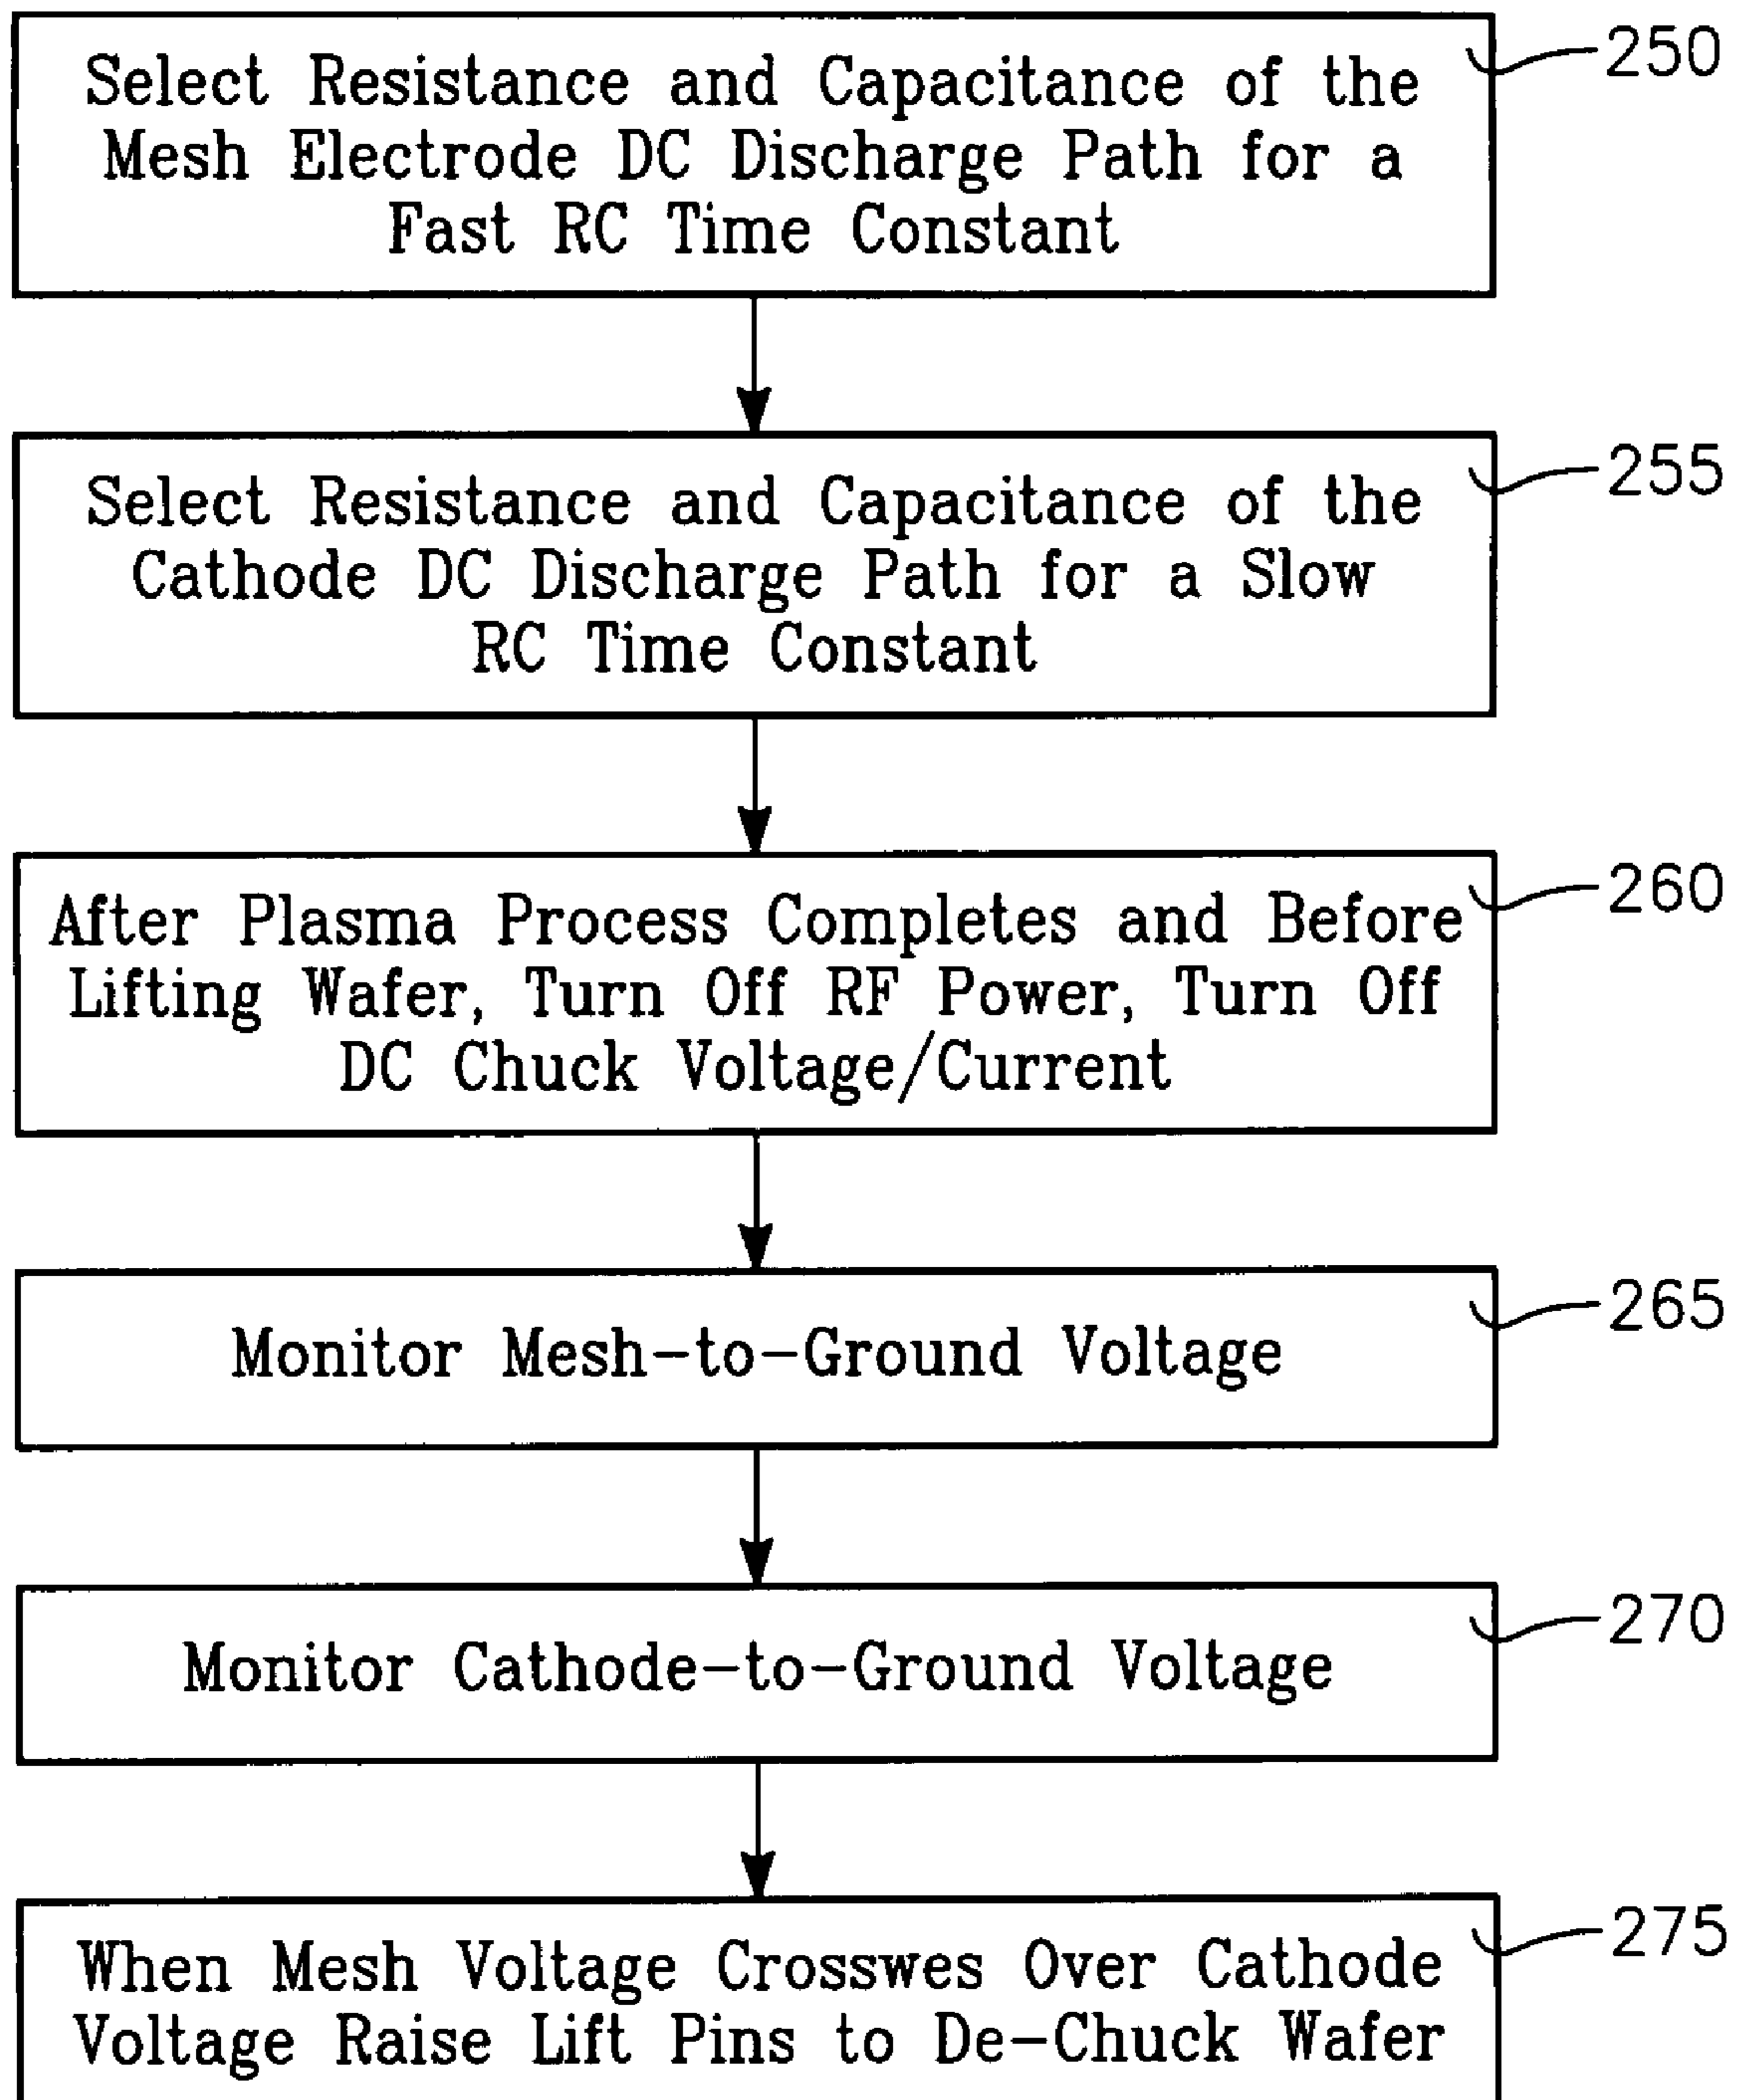 Select Resistance and Capacitance of the
Mesh Electrode DC Discharge Path for a
Fast RC Time Constant
250
Select Resistance and Capacitance of the
Cathode DC Discharge Path for a Slow
RC Time Constant
255
After Plasma Process Completes and Before
Lifting Wafer, Turn Off RF Power, Turn Off
DC Chuck Voltage/Current
260
Monitor Mesh-to-Ground Voltage
265
Monitor Cathode-to-Ground Voltage
270
When Mesh Voltage Crosswes Over Cathode
Voltage Raise Lift Pins to De-Chuck Wafer
275